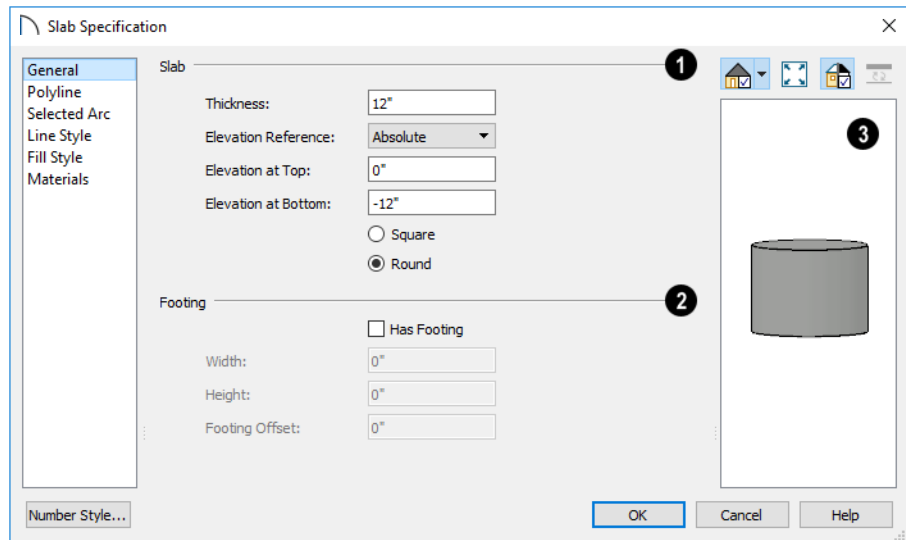 Slab Specification
General
Polyline
Selected Arc
Line Style
Fill Style
Materials
Slab
1
Thickness: 12"
Elevation Reference: Absolute
Elevation at Top: 0"
Elevation at Bottom: -12"
Square
Round
Footing
2
Has Footing
Width: 0"
Height: 0"
Footing Offset: 0"
3
Number Style...
OK
Cancel
Help